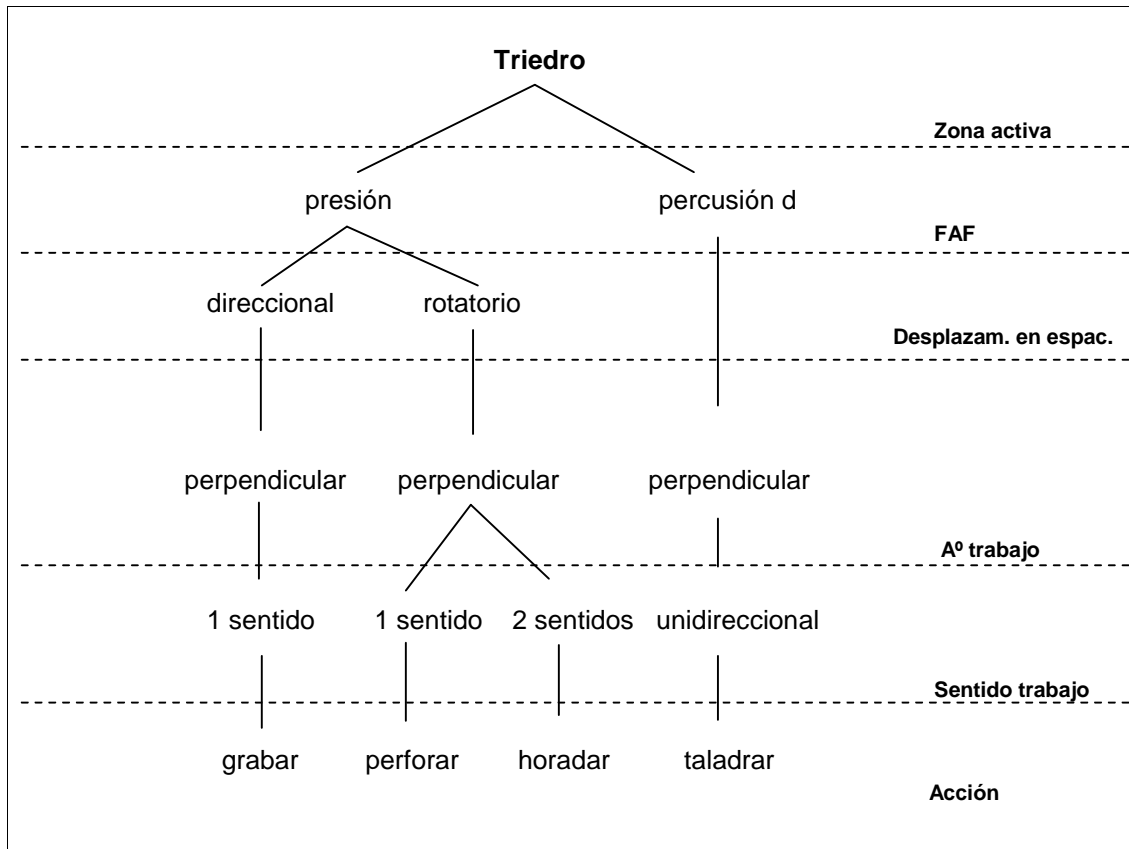 Triedro
Zona activa
presión percusión d
FAF
direccional rotatorio
Desplazam. en espac.
perpendicular perpendicular perpendicular
Aº trabajo
1 sentido 1 sentido 2 sentidos unidireccional
Sentido trabajo
grabar perforar horadar taladrar
Acción